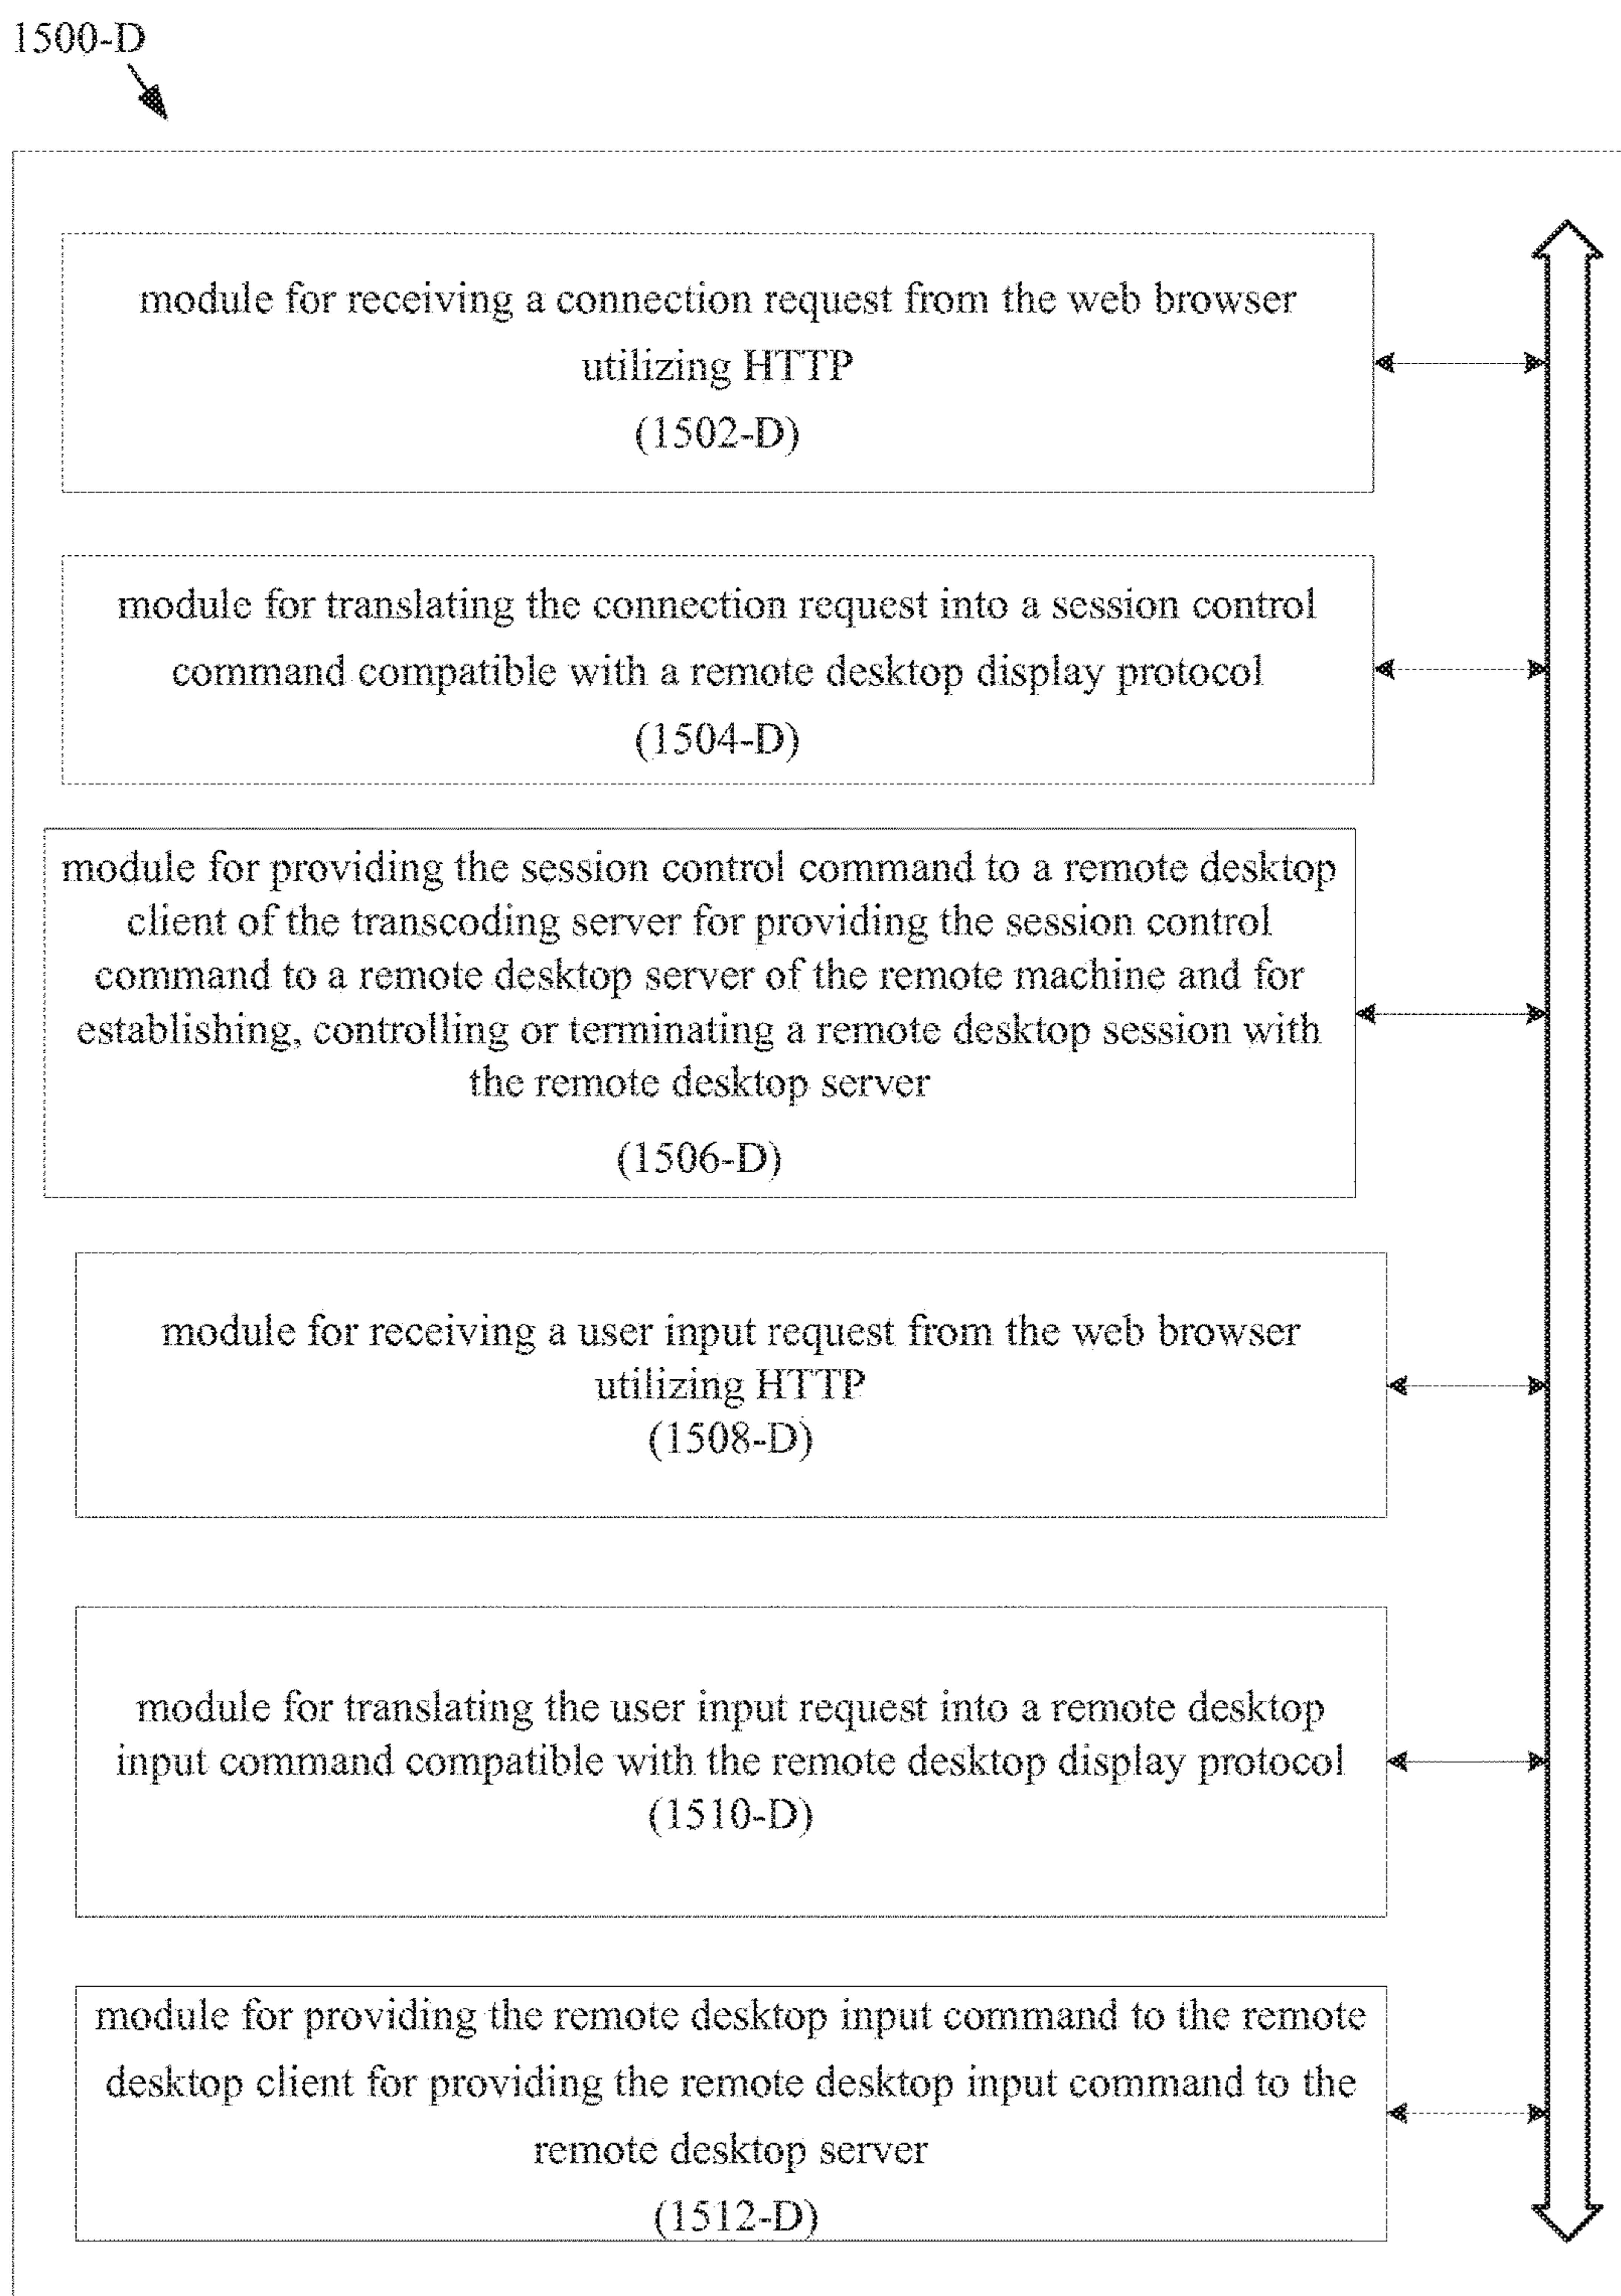 1500-D
module for receiving a connection request from the web browser
utilizing HTTP
(1502-D)
module for translating the connection request into a session control
command compatible with a remote desktop display protocol
(1504-D)
module for providing the session control command to a remote desktop
client of the transcoding server for providing the session control
command to a remote desktop server of the remote machine and for
establishing, controlling or terminating a remote desktop session with
the remote desktop server
(1506-D)
module for receiving a user input request from the web browser
utilizing HTTP
(1508-D)
module for translating the user input request into a remote desktop
input command compatible with the remote desktop display protocol
(1510-D)
module for providing the remote desktop input command to the remote
desktop client for providing the remote desktop input command to the
remote desktop server
(1512-D)